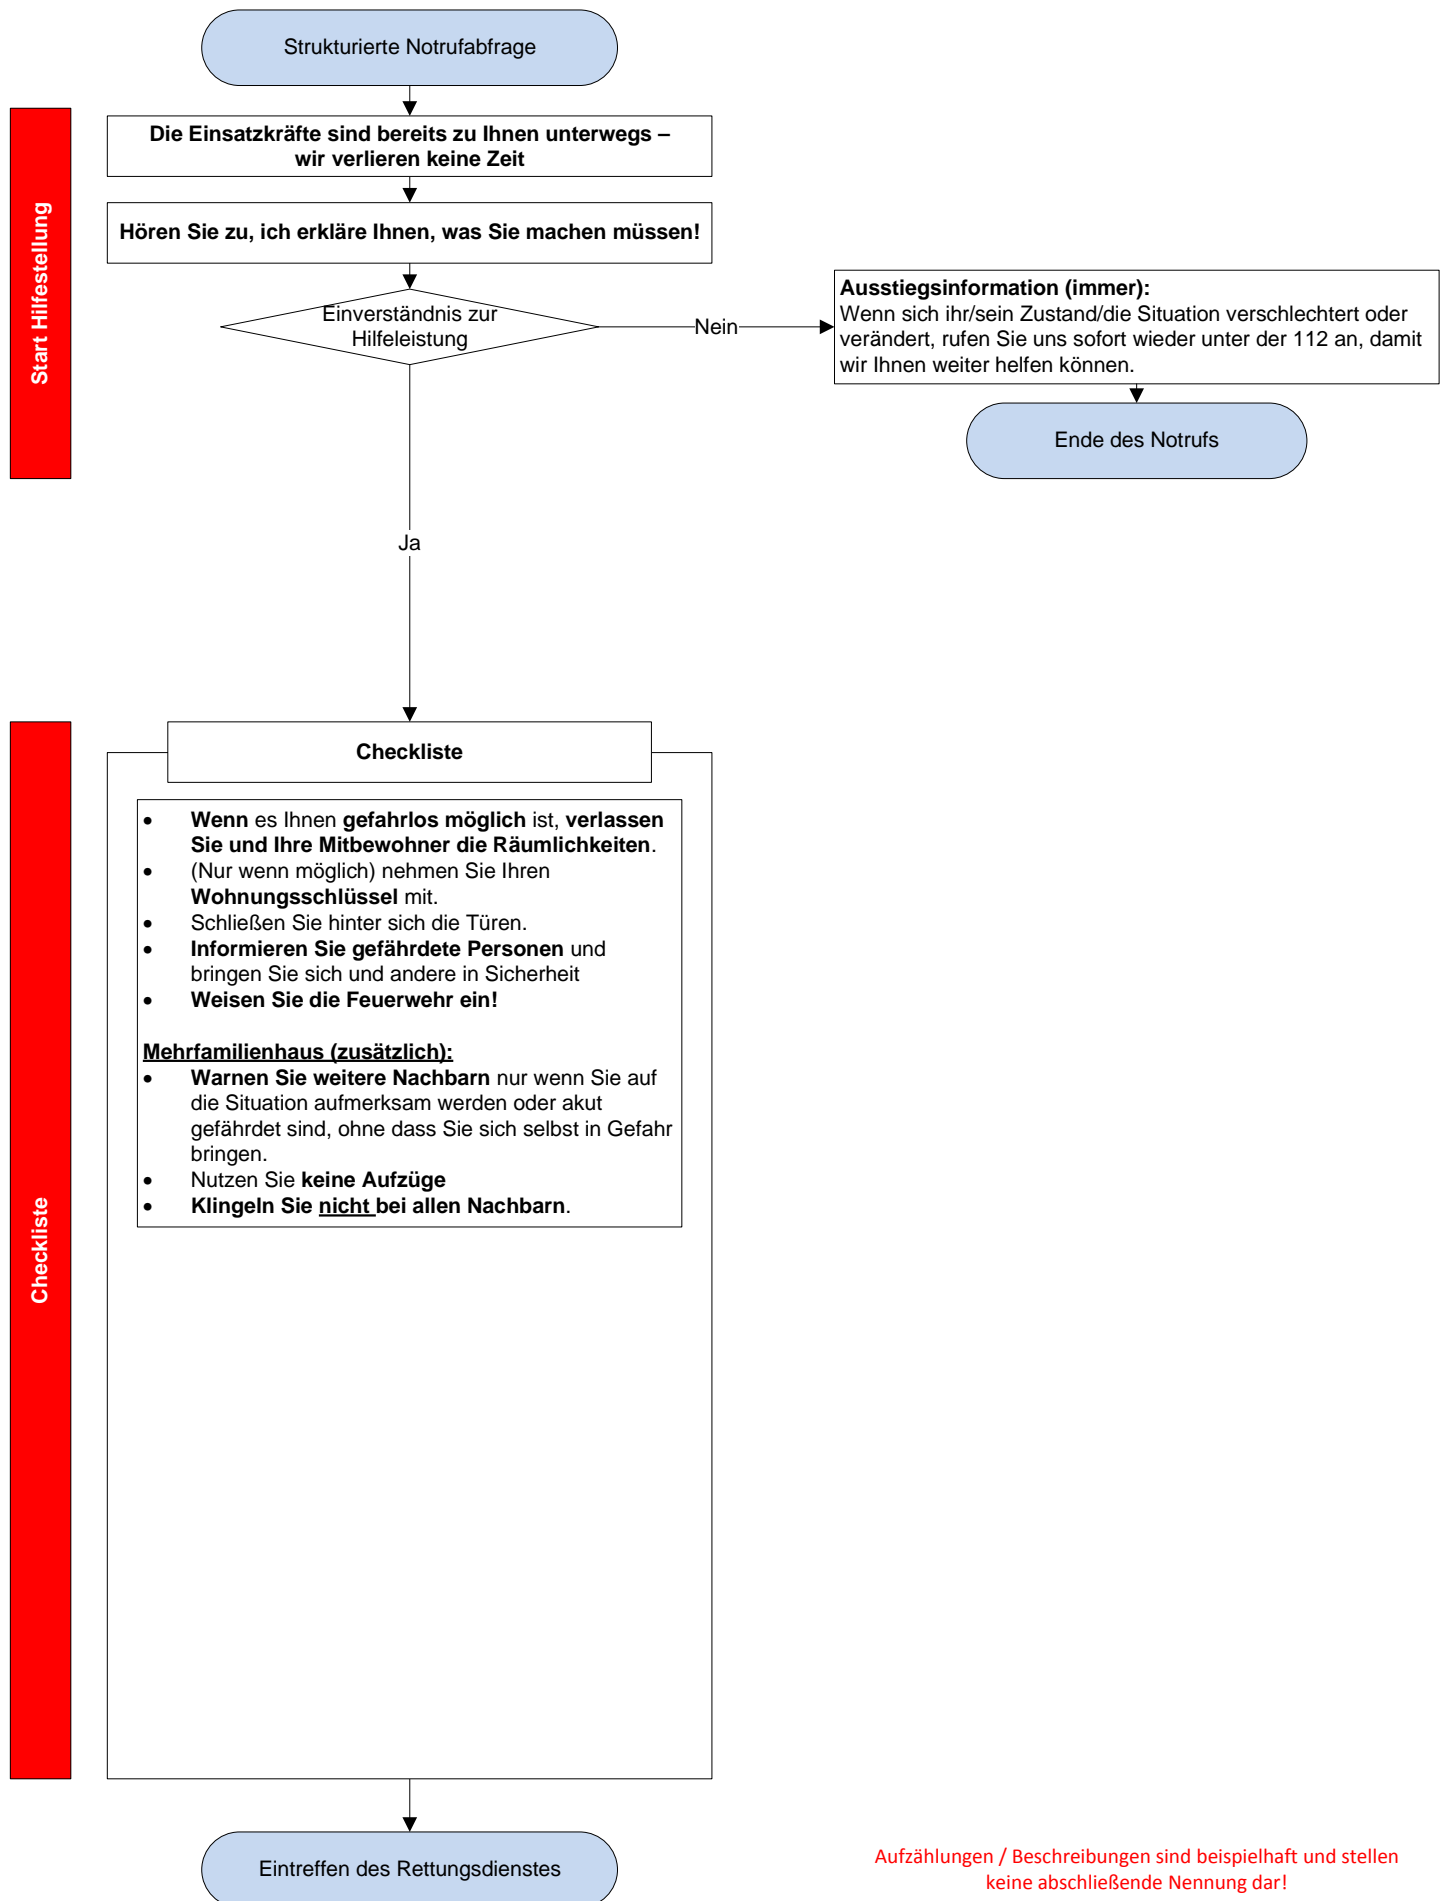 Strukturierte Notrufabfrage
Start Hilfestellung
Die Einsatzkräfte sind bereits zu Ihnen unterwegs –
wir verlieren keine Zeit
Hören Sie zu, ich erkläre Ihnen, was Sie machen müssen!
Einverständnis zur
Hilfeleistung
Nein
Ausstiegsinformation (immer):
Wenn sich ihr/sein Zustand/die Situation verschlechtert oder
verändert, rufen Sie uns sofort wieder unter der 112 an, damit
wir Ihnen weiter helfen können.
Ende des Notrufs
Ja
Checkliste
Checkliste
• Wenn es Ihnen gefahrlos möglich ist, verlassen
Sie und Ihre Mitbewohner die Räumlichkeiten.
• (Nur wenn möglich) nehmen Sie Ihren
Wohnungsschlüssel mit.
• Schließen Sie hinter sich die Türen.
• Informieren Sie gefährdete Personen und
bringen Sie sich und andere in Sicherheit
• Weisen Sie die Feuerwehr ein!
Mehrfamilienhaus (zusätzlich):
• Warnen Sie weitere Nachbarn nur wenn Sie auf
die Situation aufmerksam werden oder akut
gefährdet sind, ohne dass Sie sich selbst in Gefahr
bringen.
• Nutzen Sie keine Aufzüge
• Klingeln Sie nicht bei allen Nachbarn.
Eintreffen des Rettungsdienstes
Aufzählungen / Beschreibungen sind beispielhaft und stellen
keine abschließende Nennung dar!